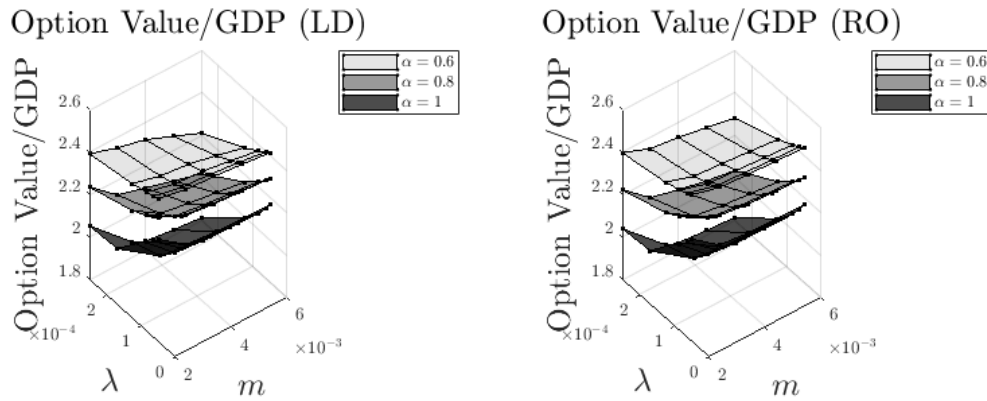 Option Value/GDP (LD)
α = 0.6
α = 0.8
α = 1
Option Value/GDP
2.6
2.4
2.2
2
1.8
2
1
0
×10⁻⁴
λ
2
4
6
×10⁻³
m
Option Value/GDP (RO)
α = 0.6
α = 0.8
α = 1
Option Value/GDP
2.6
2.4
2.2
2
1.8
2
1
0
×10⁻⁴
λ
2
4
6
×10⁻³
m